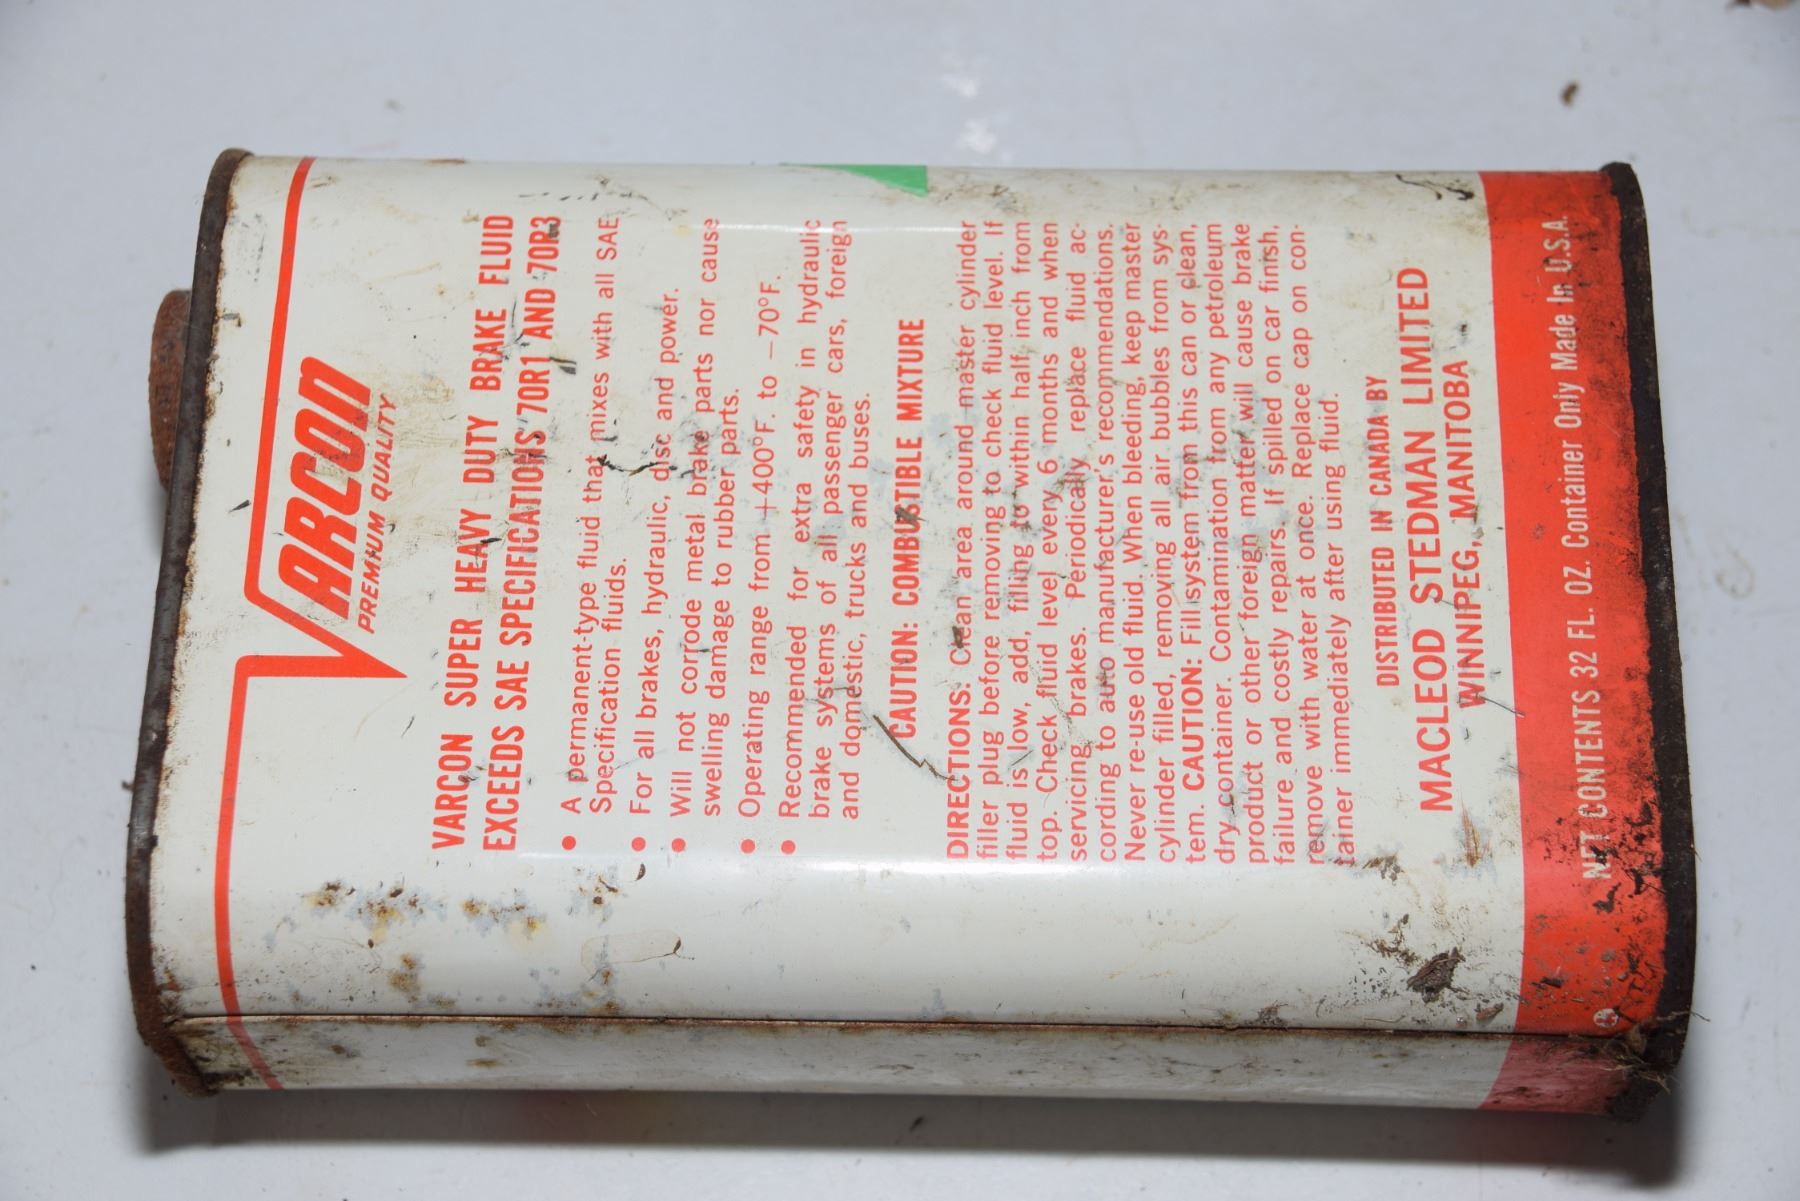 VARCON
PREMIUM QUALITY
VARCON SUPER HEAVY DUTY BRAKE FLUID
EXCEEDS SAE SPECIFICATIONS 70R1 AND 70R3
• A permanent-type fluid that mixes with all SAE
Specification fluids.
• For all brakes, hydraulic, disc and power.
• Will not corrode metal brake parts nor cause
swelling damage to rubber parts.
• Operating range from +400°F. to −70°F.
• Recommended for extra safety in hydraulic
brake systems of all passenger cars, foreign
and domestic, trucks and buses.
CAUTION: COMBUSTIBLE MIXTURE
DIRECTIONS: Clean area around master cylinder
filler plug before removing to check fluid level. If
fluid is low, add, filling to within half inch from
top. Check fluid level every 6 months and when
servicing brakes. Periodically replace fluid ac-
cording to auto manufacturer's recommendations.
Never re-use old fluid. When bleeding, keep master
cylinder filled, removing all air bubbles from sys-
tem. CAUTION: Fill system from this can or clean,
dry container. Contamination from any petroleum
product or other foreign matter will cause brake
failure and costly repairs. If spilled on car finish,
remove with water at once. Replace cap on con-
tainer immediately after using fluid.
DISTRIBUTED IN CANADA BY
MACLEOD STEDMAN LIMITED
WINNIPEG, MANITOBA
NET CONTENTS 32 FL. OZ. Container Only Made In U.S.A.